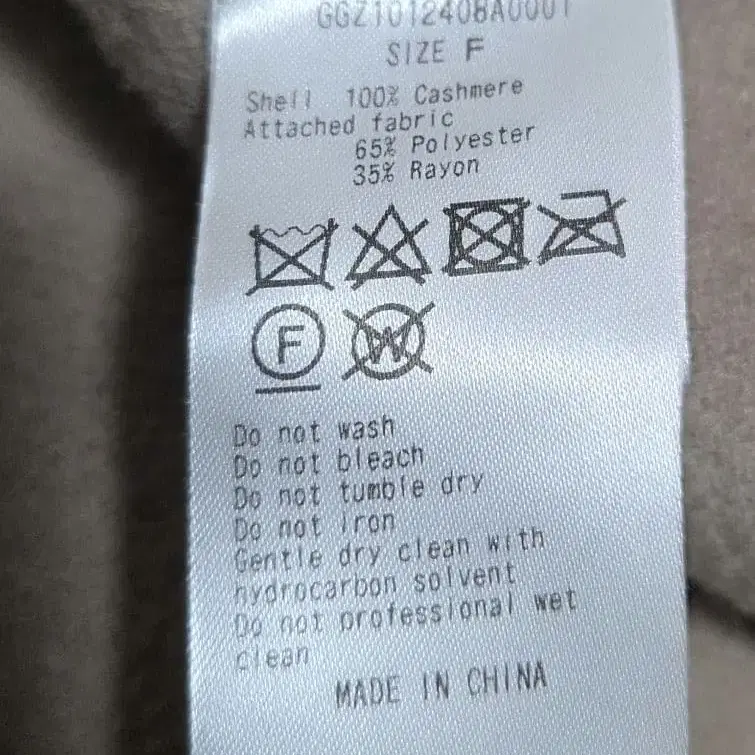 GGZ101240BA0001
SIZE F
Shell 100% Cashmere
Attached fabric
65% Polyester
35% Rayon
F W
Do not wash
Do not bleach
Do not tumble dry
Do not iron
Gentle dry clean with
hydrocarbon solvent
Do not professional wet
clean
MADE IN CHINA